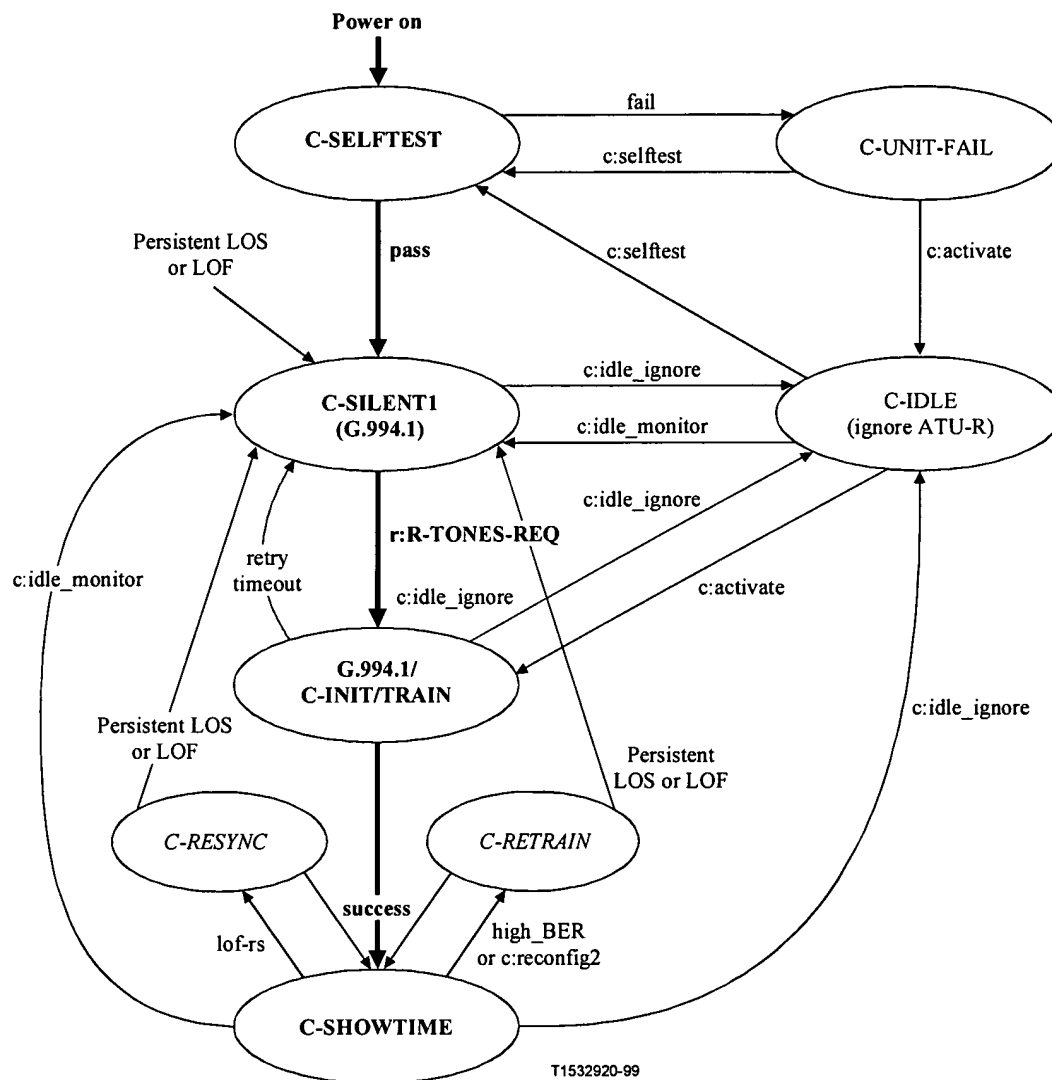 Power on
C-SELFTEST
fail
c:selftest
C-UNIT-FAIL
Persistent LOS
or LOF
pass
c:selftest
c:activate
C-SILENT1
(G.994.1)
c:idle_ignore
c:idle_monitor
C-IDLE
(ignore ATU-R)
c:idle_ignore
r:R-TONES-REQ
retry
timeout
c:idle_monitor
c:idle_ignore
c:activate
G.994.1/
C-INIT/TRAIN
c:idle_ignore
Persistent LOS
or LOF
Persistent
LOS or LOF
C-RESYNC
C-RETRAIN
success
lof-rs
high_BER
or c:reconfig2
C-SHOWTIME
T1532920-99